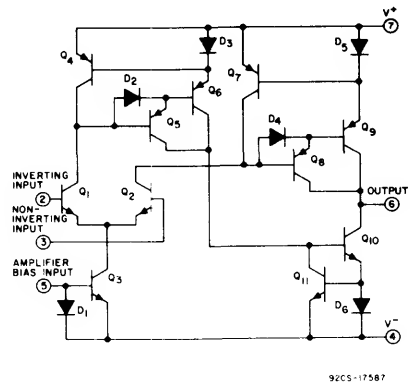 V+
7
Q4
D3
Q6
Q7
D5
D2
Q5
D4
Q9
Q8
INVERTING
INPUT
2
Q1
Q2
OUTPUT
6
NON-
INVERTING
INPUT
3
Q10
AMPLIFIER
BIAS INPUT
5
Q3
Q11
D1
D6
V-
4
92CS-17587